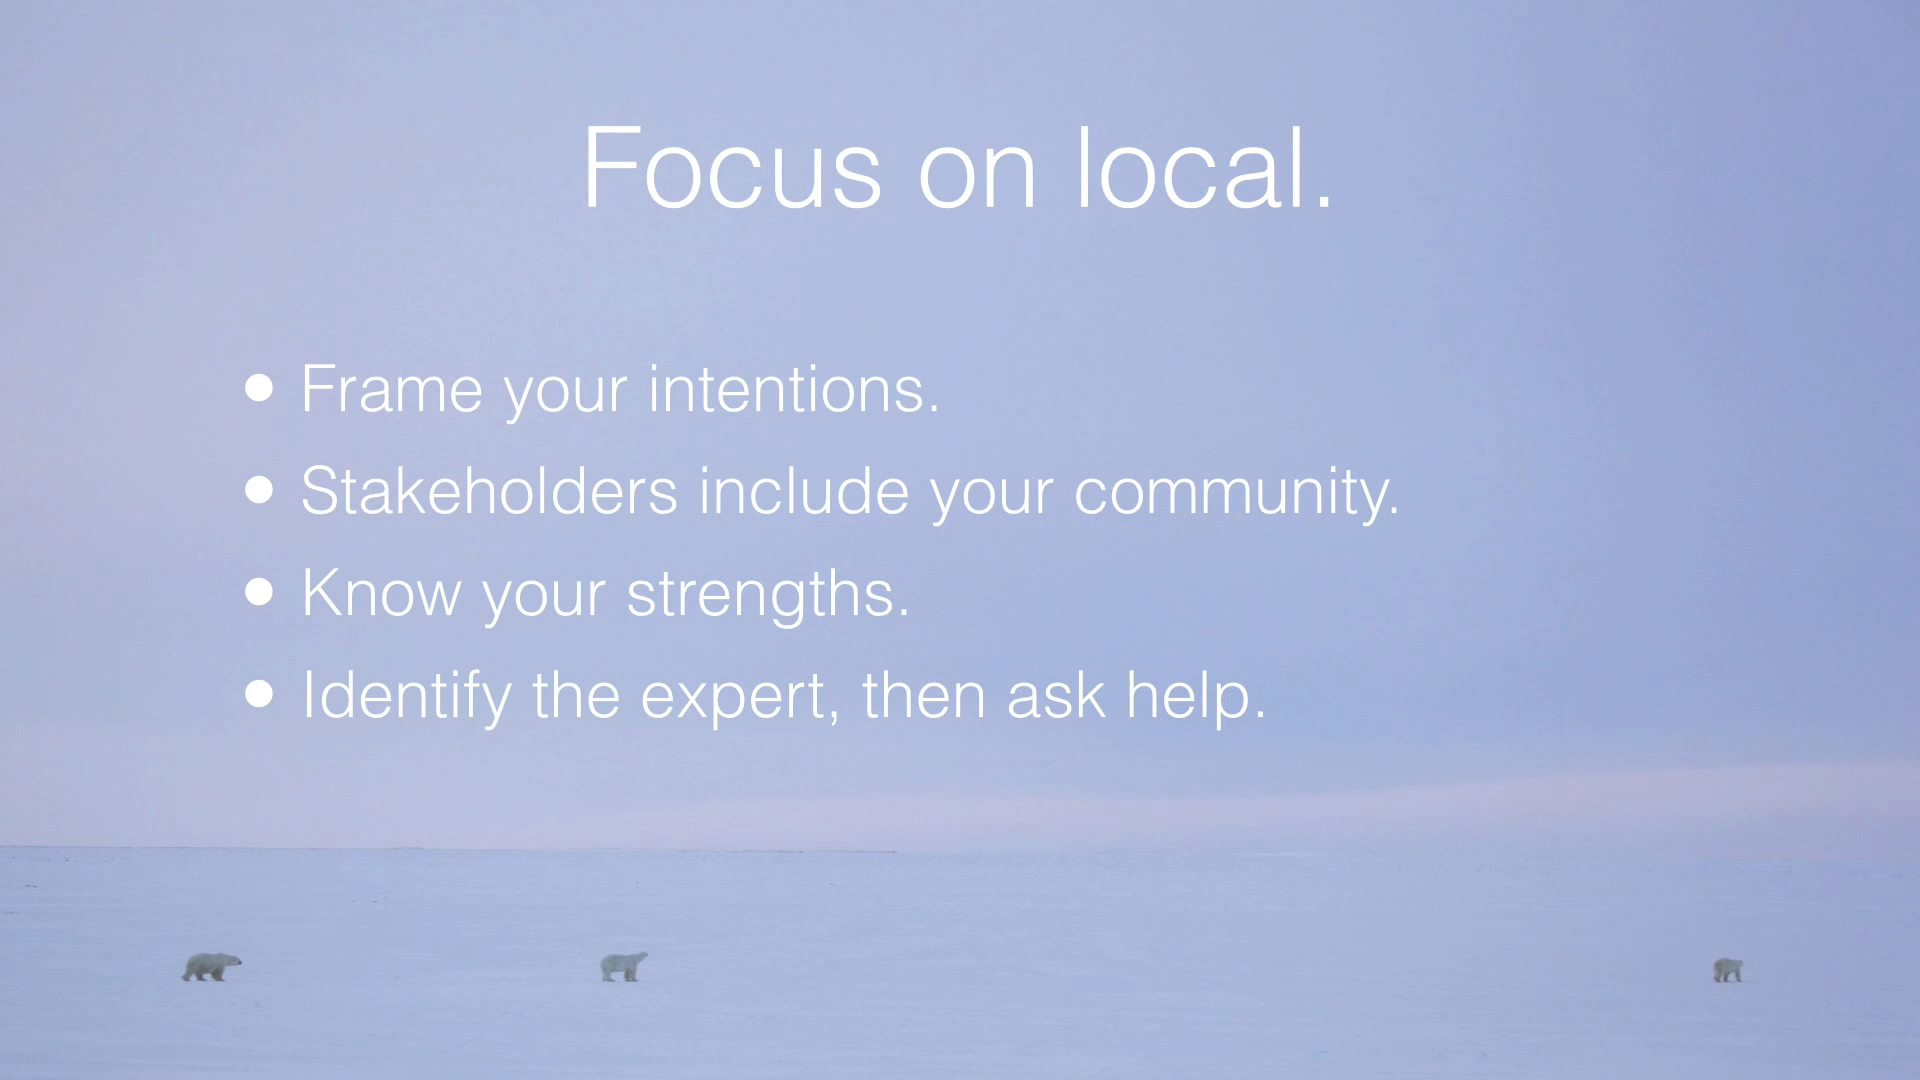 Focus on local.
• Frame your intentions.
• Stakeholders include your community.
• Know your strengths.
• Identify the expert, then ask help.